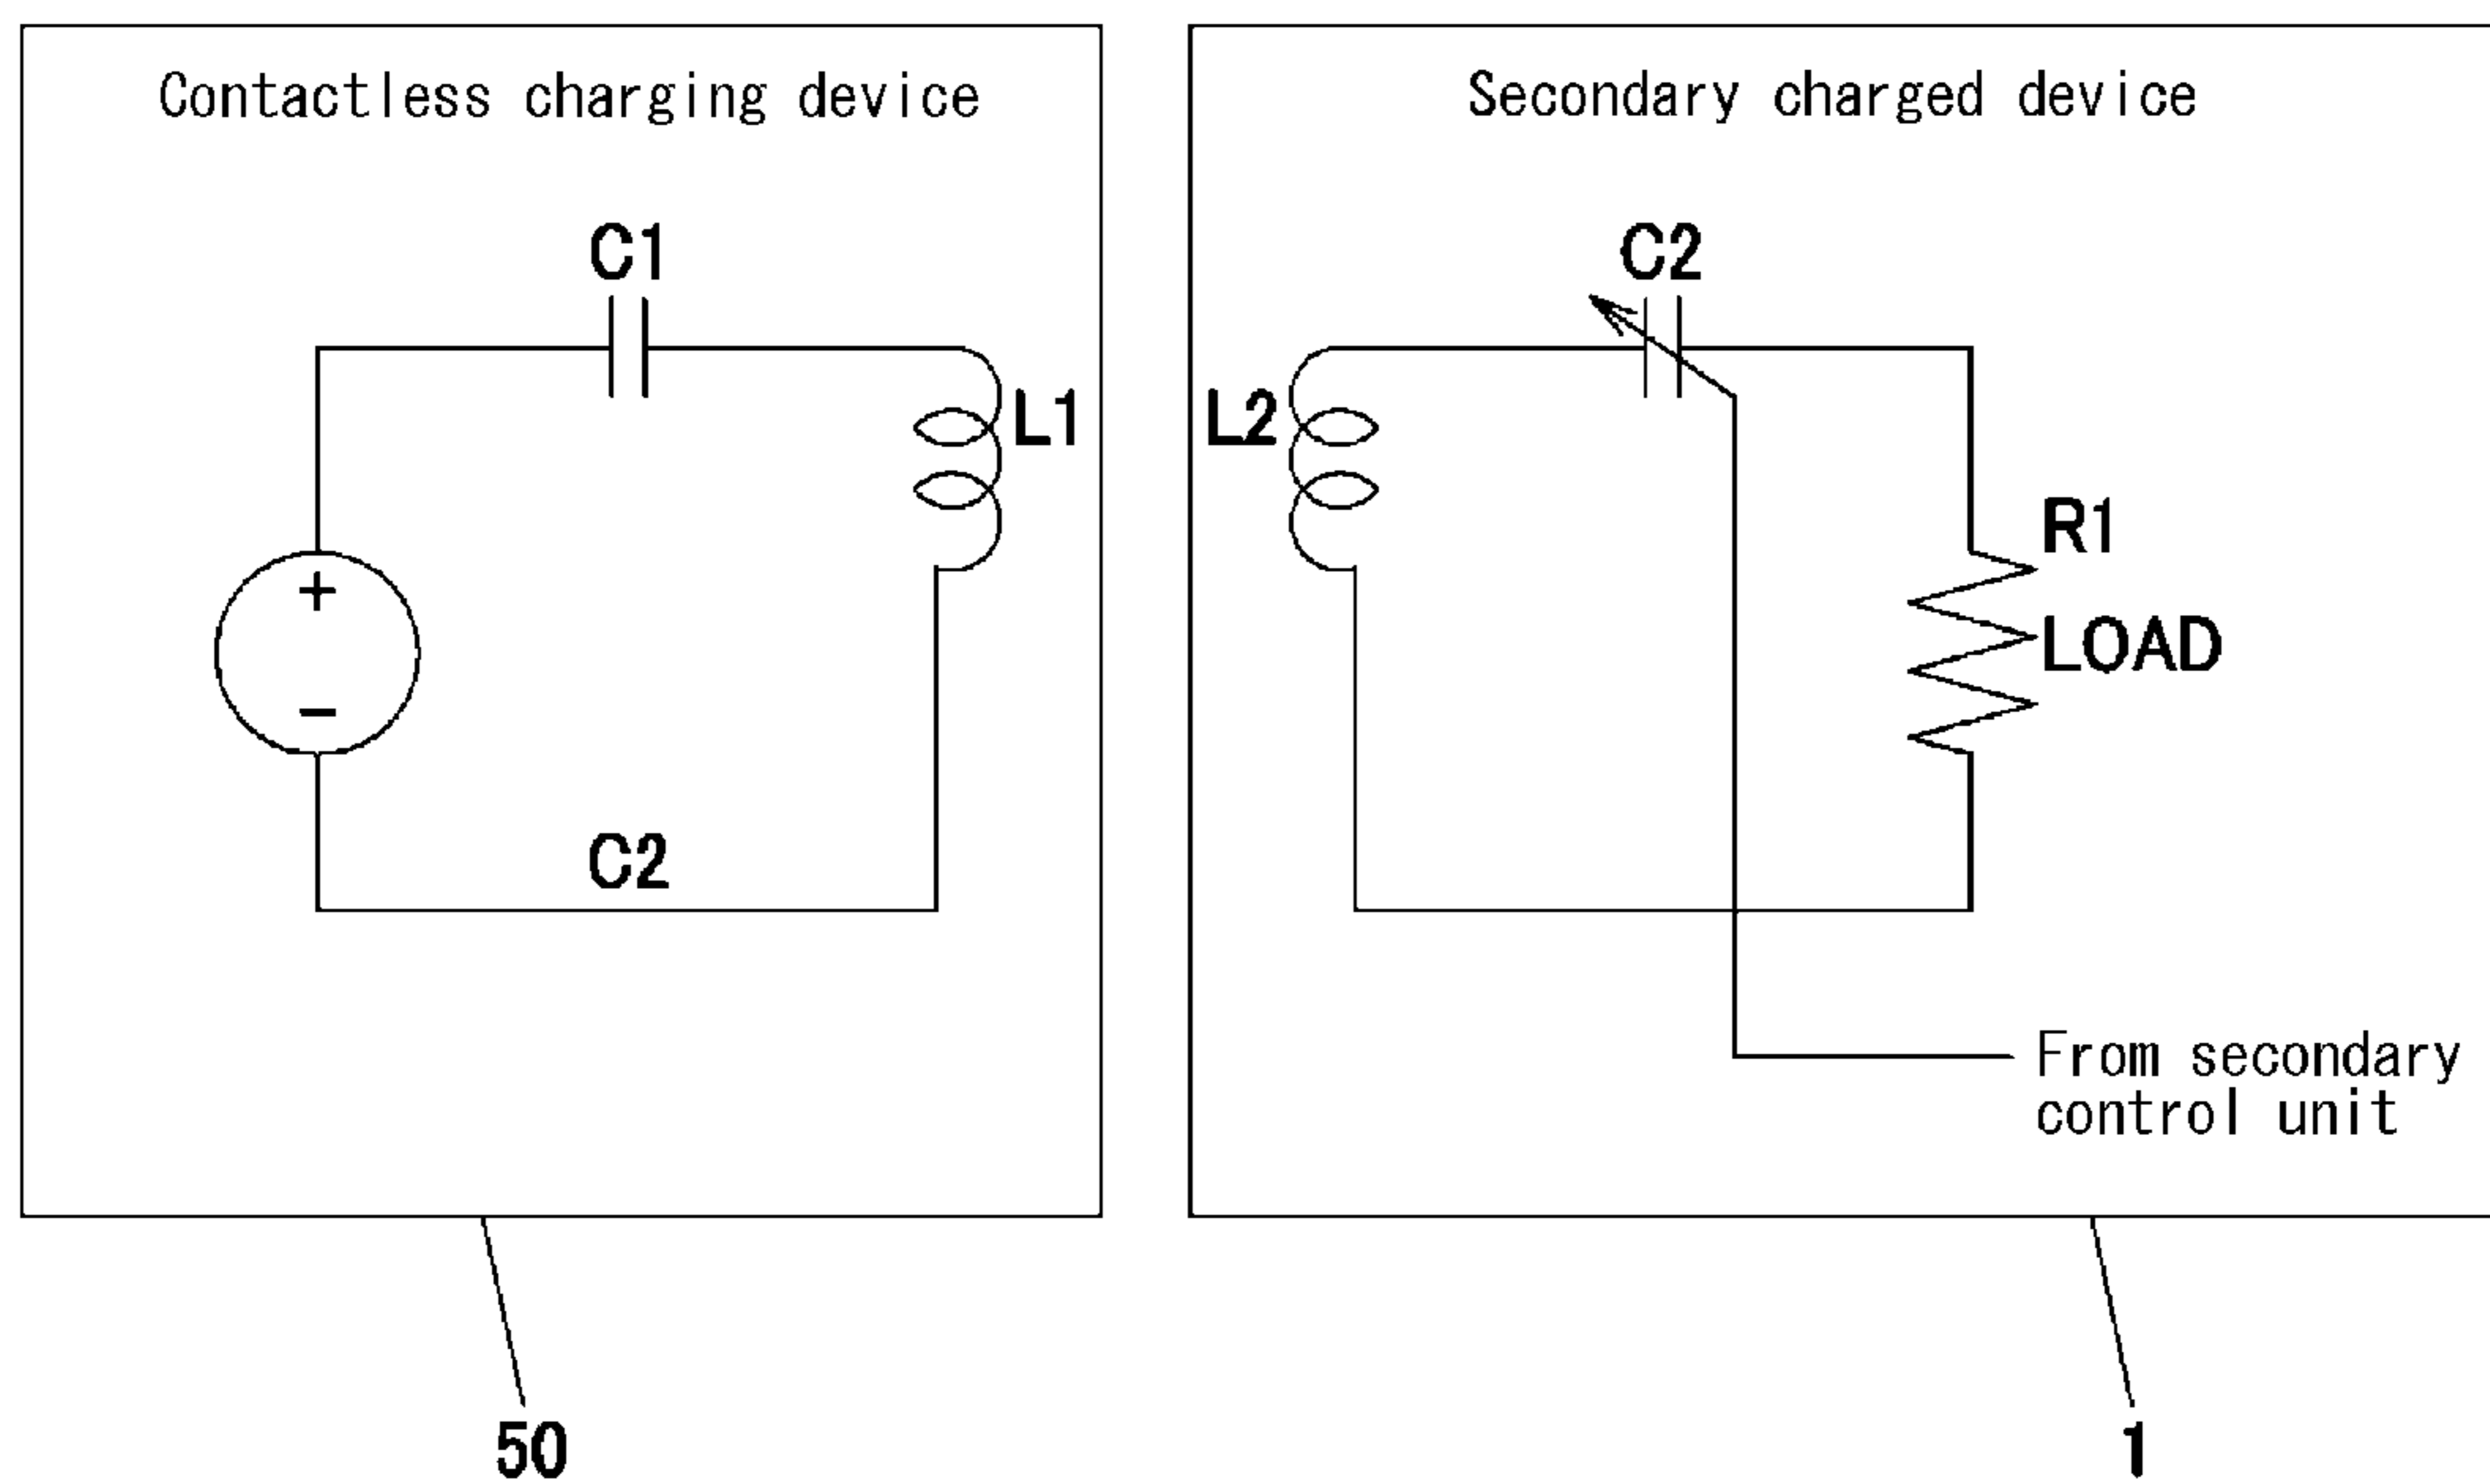 Contactless charging device
C1
L1
+
−
C2
50
Secondary charged device
C2
L2
R1
LOAD
From secondary
control unit
1